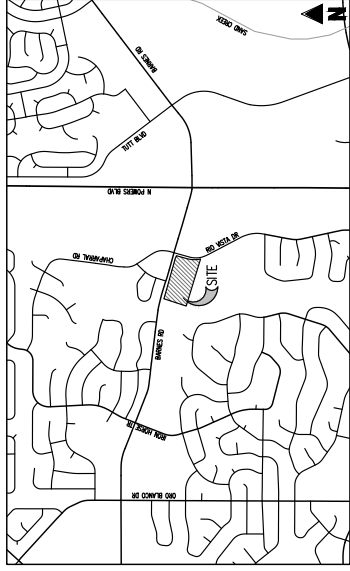 N
SAND CREEK
BARNES RD
TUTT BLVD
N POWERS BLVD
RIO VISTA DR
CHAPARRAL RD
SITE
BARNES RD
IRON HORSE TR
ORO BLANCO DR